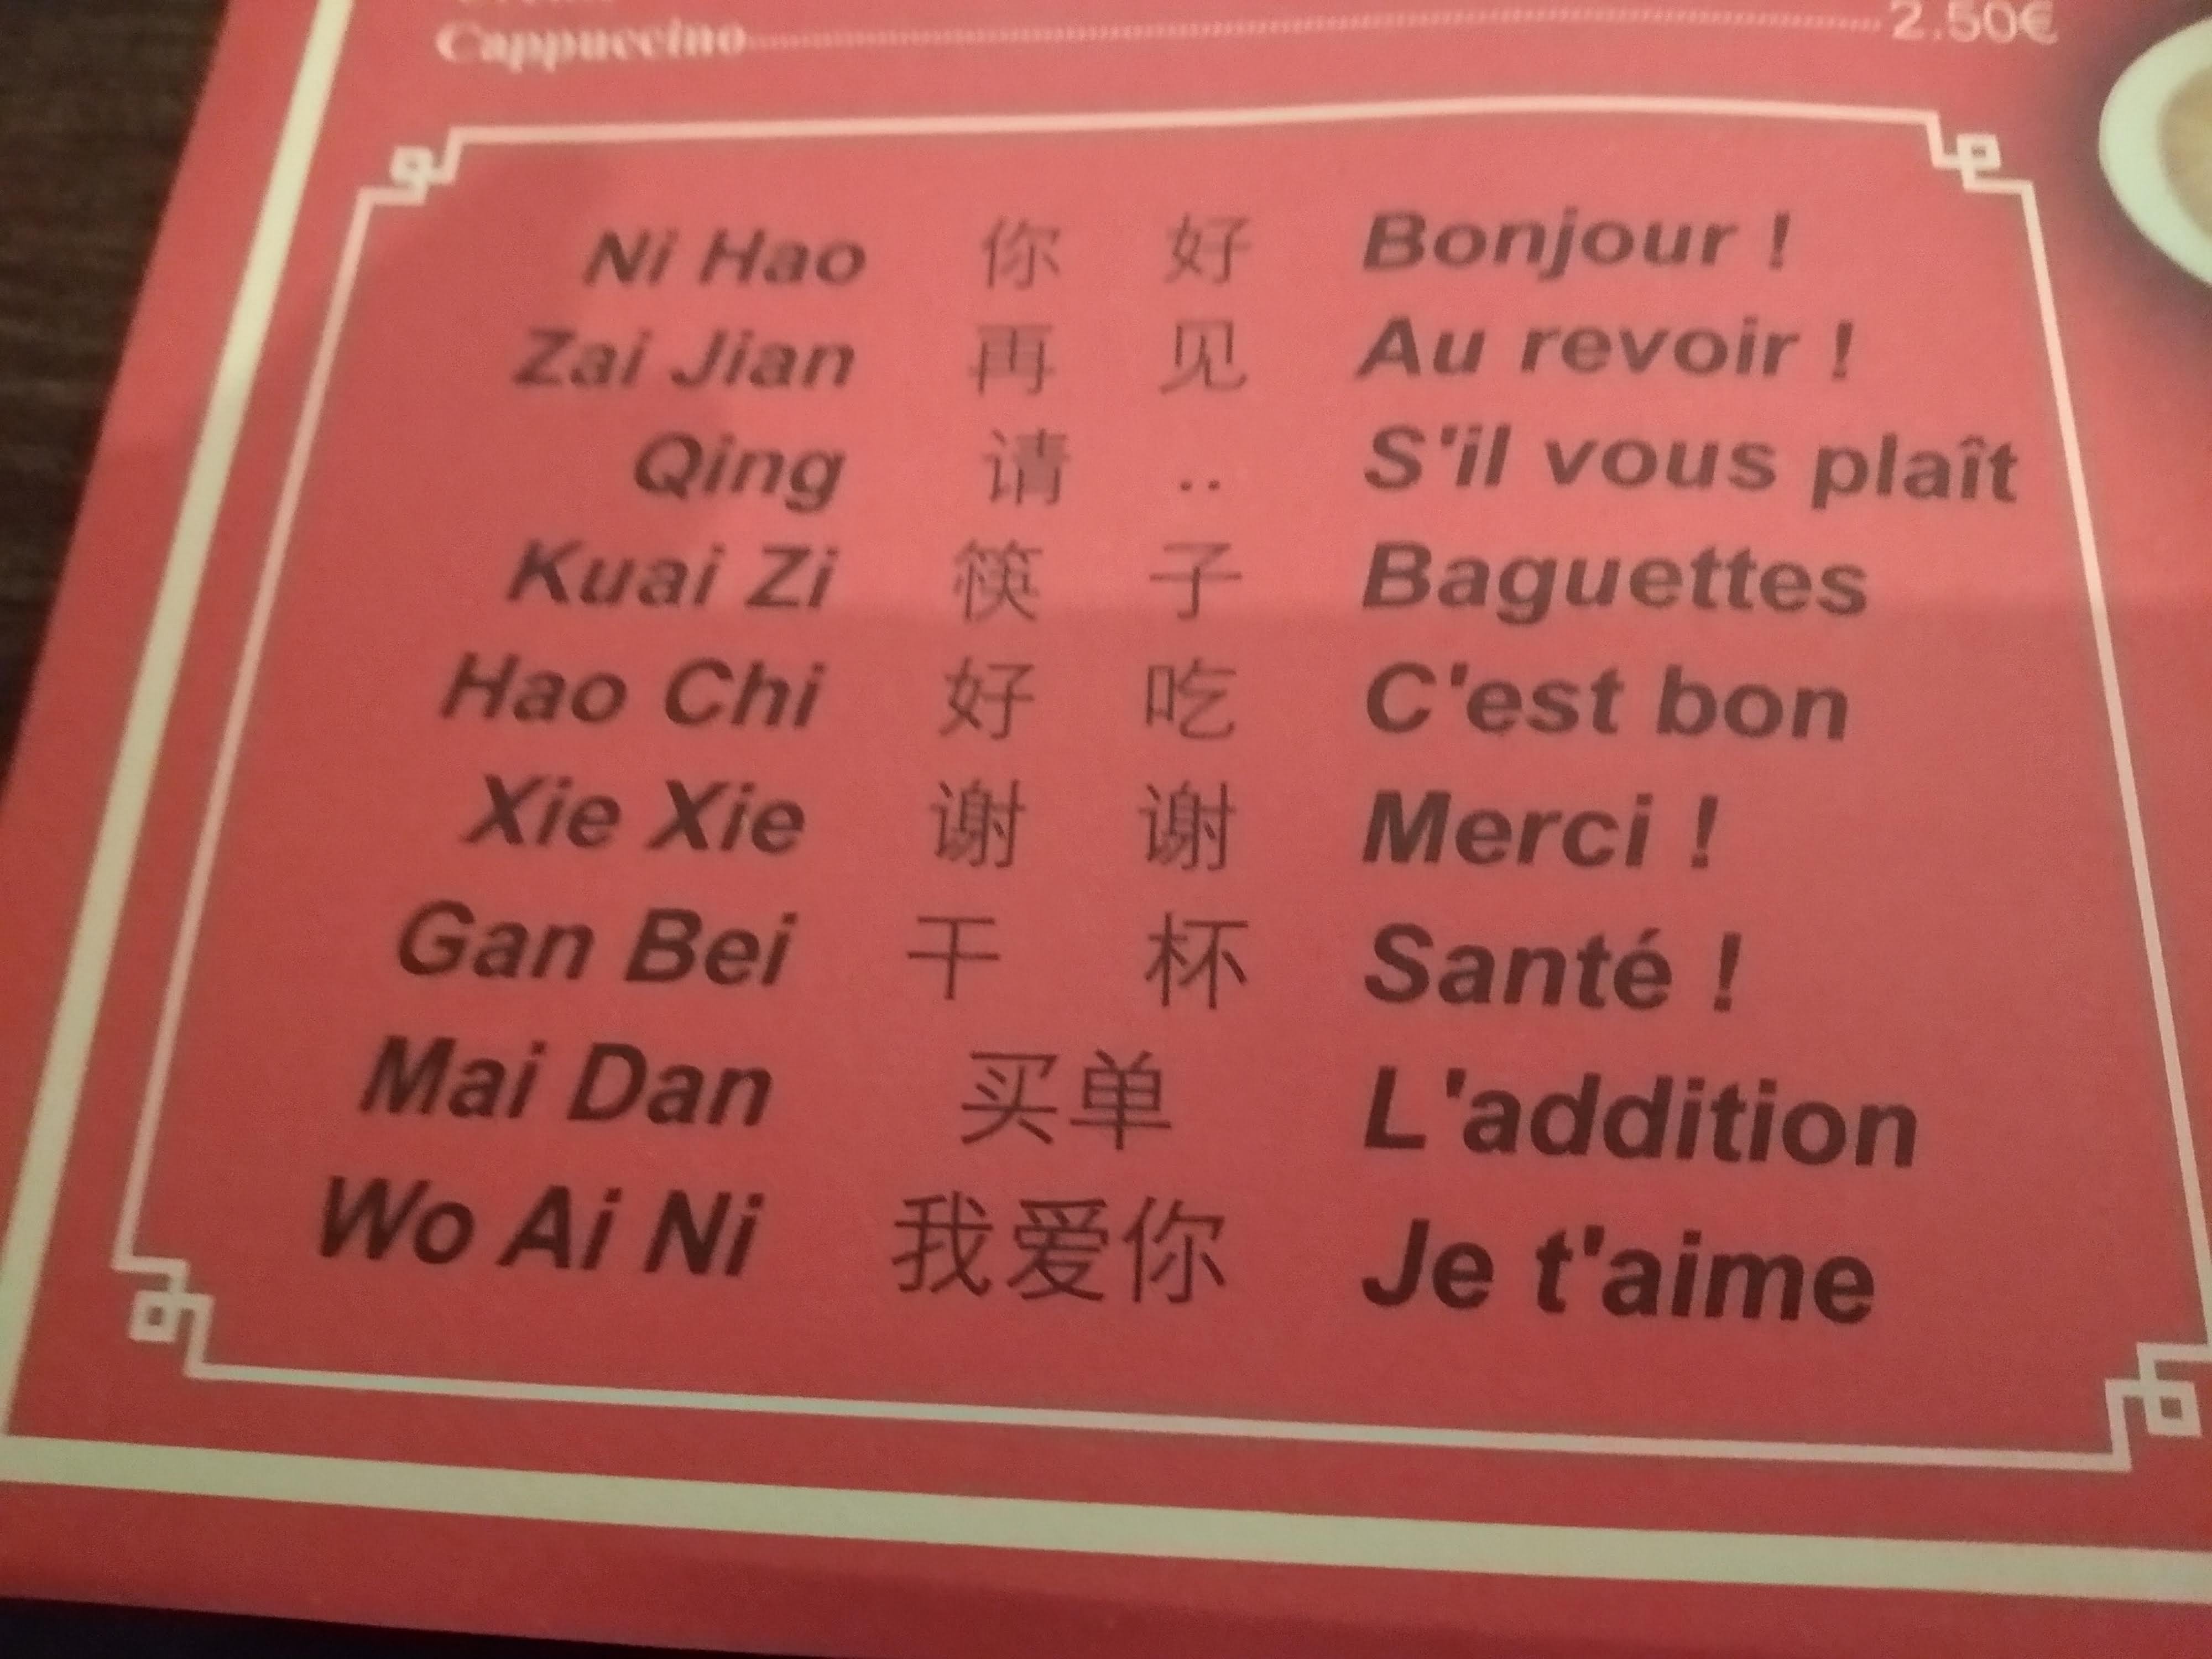 Cappuccino 2.50€
Ni Hao 你 好 Bonjour !
Zai Jian 再 见 Au revoir !
Qing 请 .. S'il vous plaît
Kuai Zi 筷 子 Baguettes
Hao Chi 好 吃 C'est bon
Xie Xie 谢 谢 Merci !
Gan Bei 干 杯 Santé !
Mai Dan 买单 L'addition
Wo Ai Ni 我爱你 Je t'aime